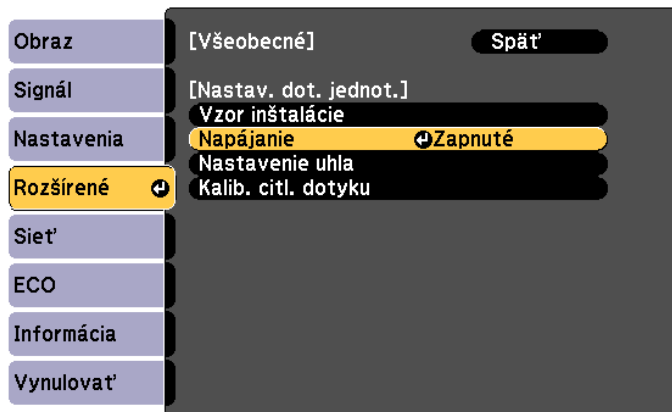 Obraz
Signál
Nastavenia
Rozšírené
Sieť
ECO
Informácia
Vynulovať
[Všeobecné] Späť
[Nastav. dot. jednot.]
Vzor inštalácie
Napájanie Zapnuté
Nastavenie uhla
Kalib. citl. dotyku